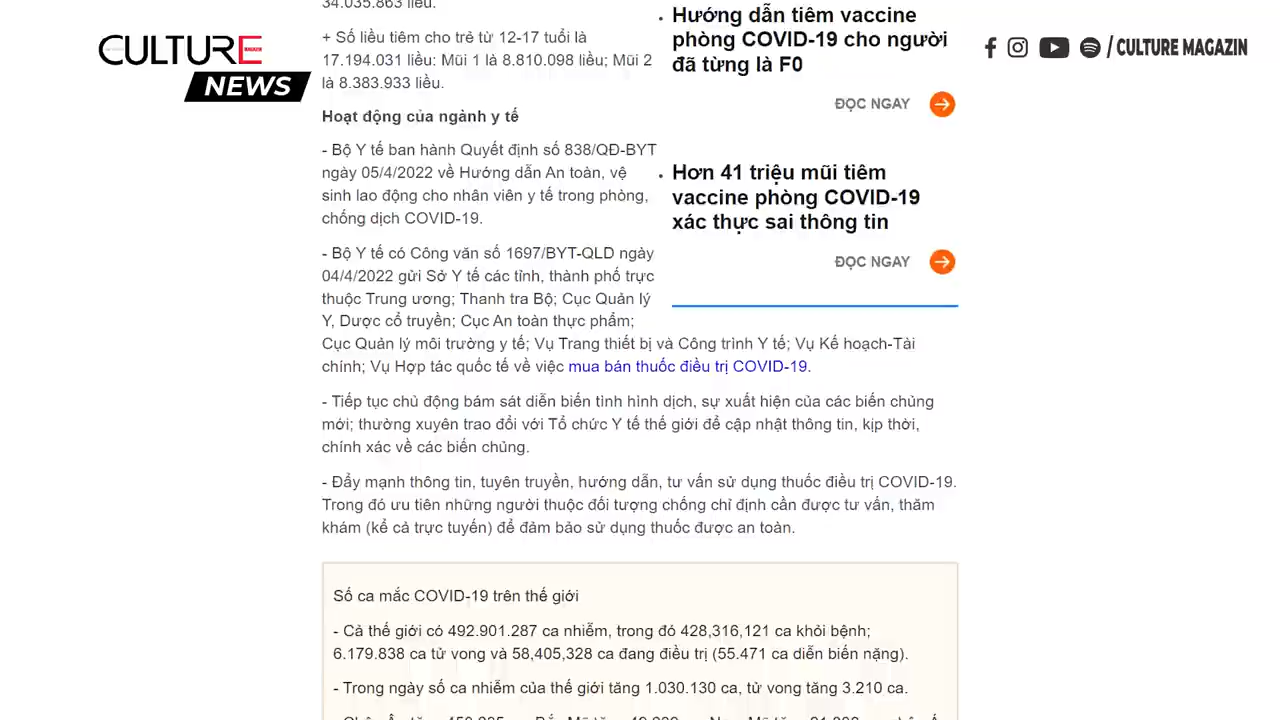 CULTURE
NEWS
/ CULTURE MAGAZIN
34.035.863 liều.
+ Số liều tiêm cho trẻ từ 12-17 tuổi là
17.194.031 liều: Mũi 1 là 8.810.098 liều; Mũi 2
là 8.383.933 liều.
Hoạt động của ngành y tế
- Bộ Y tế ban hành Quyết định số 838/QĐ-BYT
ngày 05/4/2022 về Hướng dẫn An toàn, vệ
sinh lao động cho nhân viên y tế trong phòng,
chống dịch COVID-19.
- Bộ Y tế có Công văn số 1697/BYT-QLD ngày
04/4/2022 gửi Sở Y tế các tỉnh, thành phố trực
thuộc Trung ương; Thanh tra Bộ; Cục Quản lý
Y, Dược cổ truyền; Cục An toàn thực phẩm;
Cục Quản lý môi trường y tế; Vụ Trang thiết bị và Công trình Y tế; Vụ Kế hoạch-Tài
chính; Vụ Hợp tác quốc tế về việc mua bán thuốc điều trị COVID-19.
- Tiếp tục chủ động bám sát diễn biến tình hình dịch, sự xuất hiện của các biến chủng
mới; thường xuyên trao đổi với Tổ chức Y tế thế giới để cập nhật thông tin, kịp thời,
chính xác về các biến chủng.
- Đẩy mạnh thông tin, tuyên truyền, hướng dẫn, tư vấn sử dụng thuốc điều trị COVID-19.
Trong đó ưu tiên những người thuộc đối tượng chống chỉ định cần được tư vấn, thăm
khám (kể cả trực tuyến) để đảm bảo sử dụng thuốc được an toàn.
Hướng dẫn tiêm vaccine
phòng COVID-19 cho người
đã từng là F0
ĐỌC NGAY
Hơn 41 triệu mũi tiêm
vaccine phòng COVID-19
xác thực sai thông tin
ĐỌC NGAY
Số ca mắc COVID-19 trên thế giới
- Cả thế giới có 492.901.287 ca nhiễm, trong đó 428,316,121 ca khỏi bệnh;
6.179.838 ca tử vong và 58,405,328 ca đang điều trị (55.471 ca diễn biến nặng).
- Trong ngày số ca nhiễm của thế giới tăng 1.030.130 ca, tử vong tăng 3.210 ca.